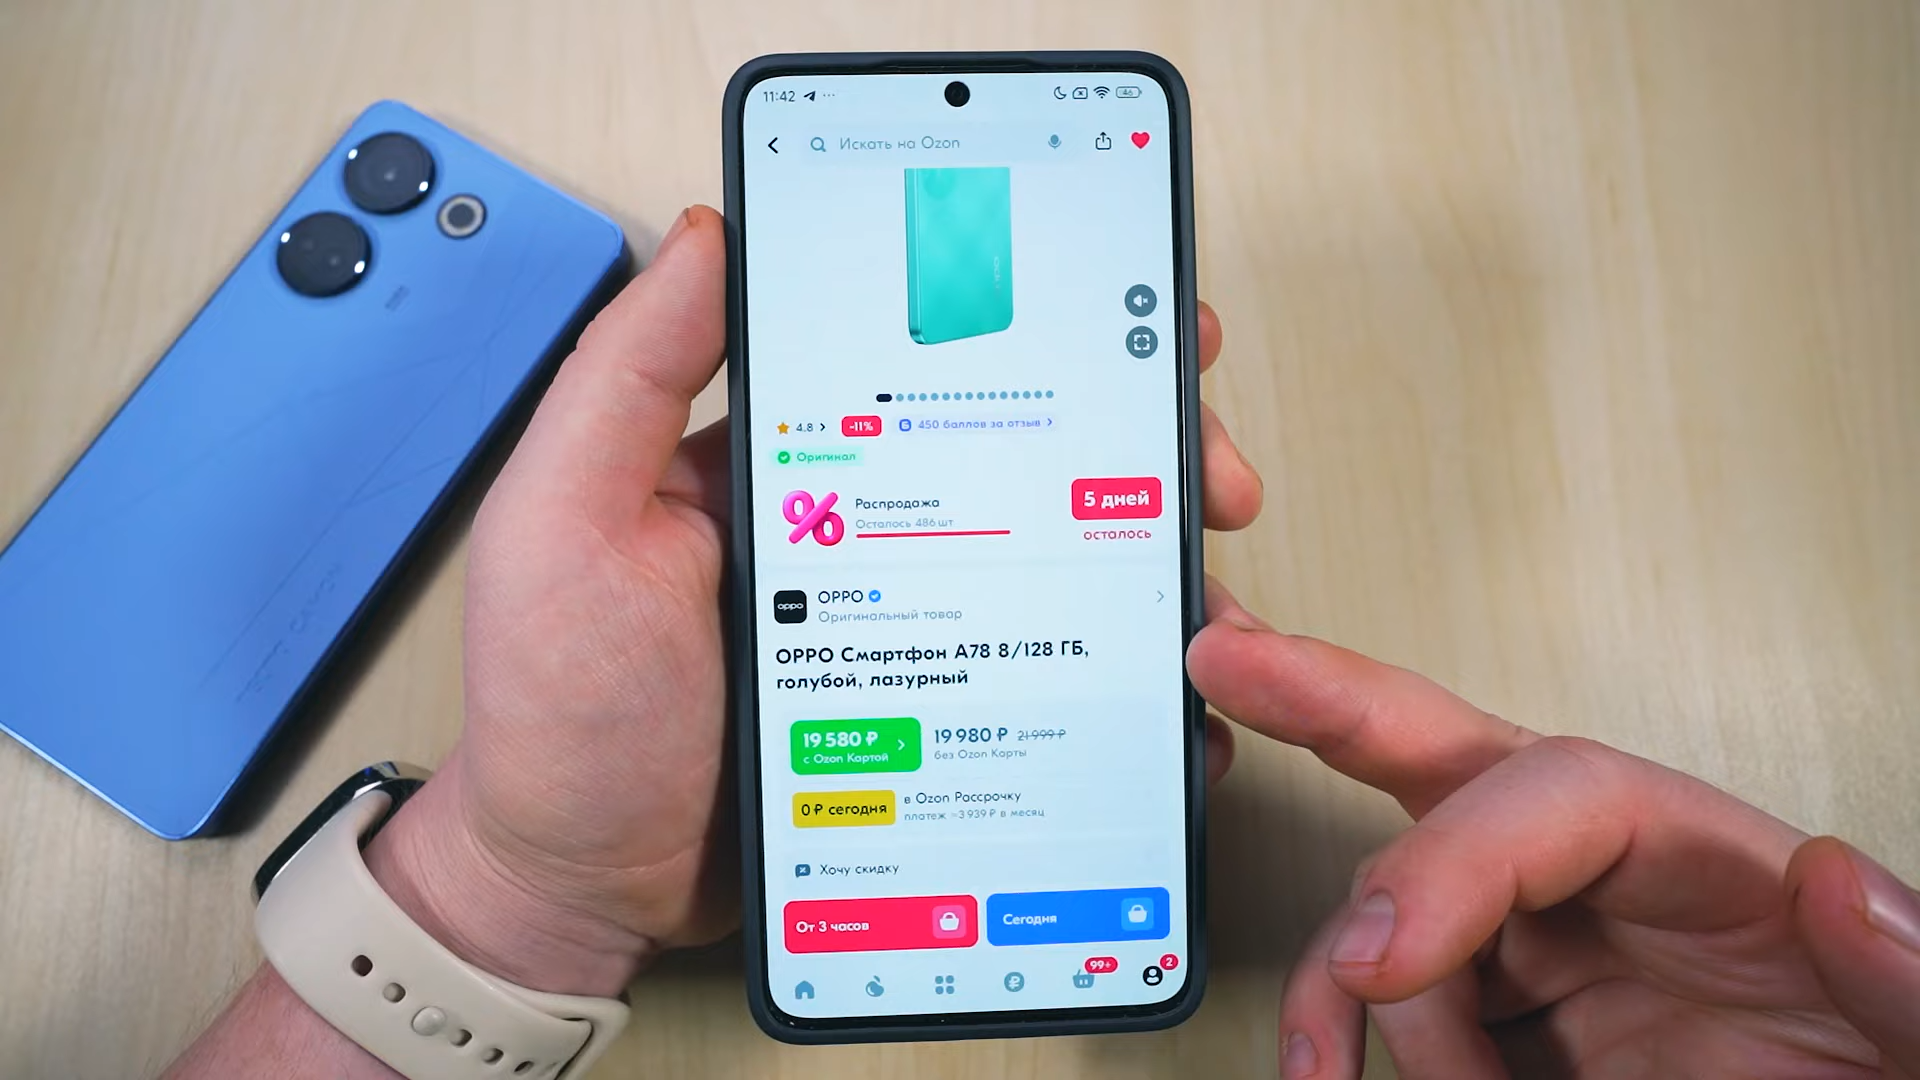 11:42
46
Искать на Ozon
oppo
4.8
-11%
450 баллов за отзыв
Оригинал
Распродажа
Осталось 486 шт
5 дней
осталось
oppo
OPPO
Оригинальный товар
OPPO Смартфон A78 8/128 ГБ,
голубой, лазурный
19 580 ₽
с Ozon Картой
19 980 ₽ 21 999 ₽
без Ozon Карты
0 ₽ сегодня
в Ozon Рассрочку
платеж ≈3 939 ₽ в месяц
Хочу скидку
От 3 часов
Сегодня
99+
2